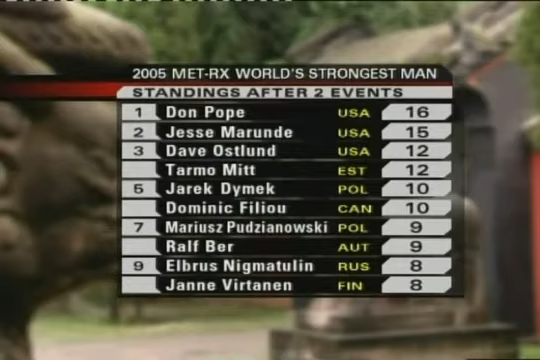 2005 MET-RX WORLD'S STRONGEST MAN
STANDINGS AFTER 2 EVENTS
1 Don Pope USA 16
2 Jesse Marunde USA 15
3 Dave Ostlund USA 12
Tarmo Mitt EST 12
5 Jarek Dymek POL 10
Dominic Filiou CAN 10
7 Mariusz Pudzianowski POL 9
Ralf Ber AUT 9
9 Elbrus Nigmatulin RUS 8
Janne Virtanen FIN 8